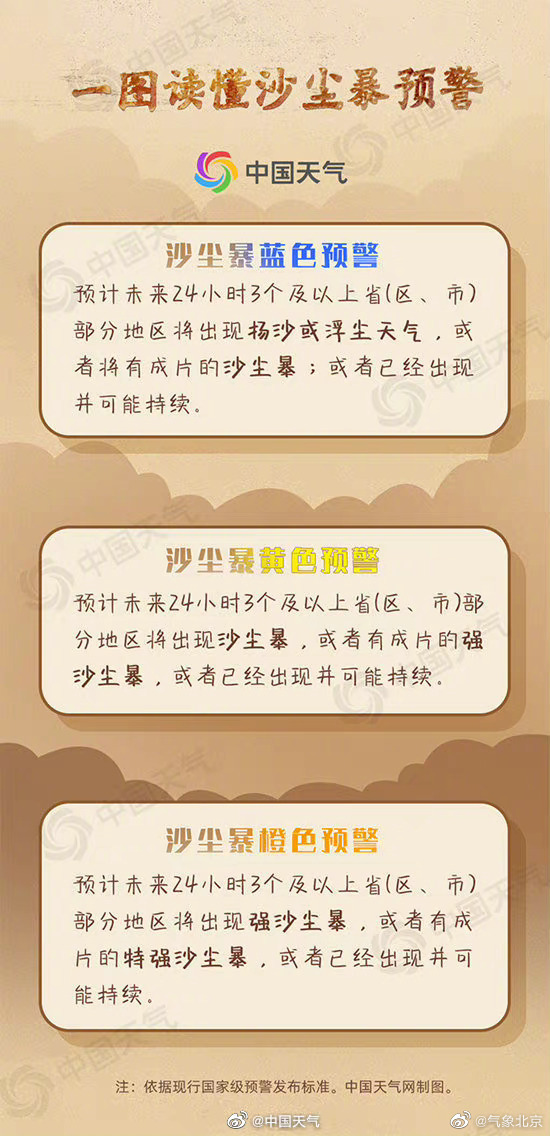 一图读懂沙尘暴预警
中国天气
沙尘暴蓝色预警
预计未来24小时3个及以上省(区、市)
部分地区将出现扬沙或浮尘天气，或
者将有成片的沙尘暴；或者已经出现
并可能持续。
沙尘暴黄色预警
预计未来24小时3个及以上省(区、市)部
分地区将出现沙尘暴，或者有成片的强
沙尘暴，或者已经出现并可能持续。
沙尘暴橙色预警
预计未来24小时3个及以上省(区、市)
部分地区将出现强沙尘暴，或者有成
片的特强沙尘暴，或者已经出现并可
能持续。
注：依据现行国家级预警发布标准。中国天气网制图。
@中国天气
@气象北京